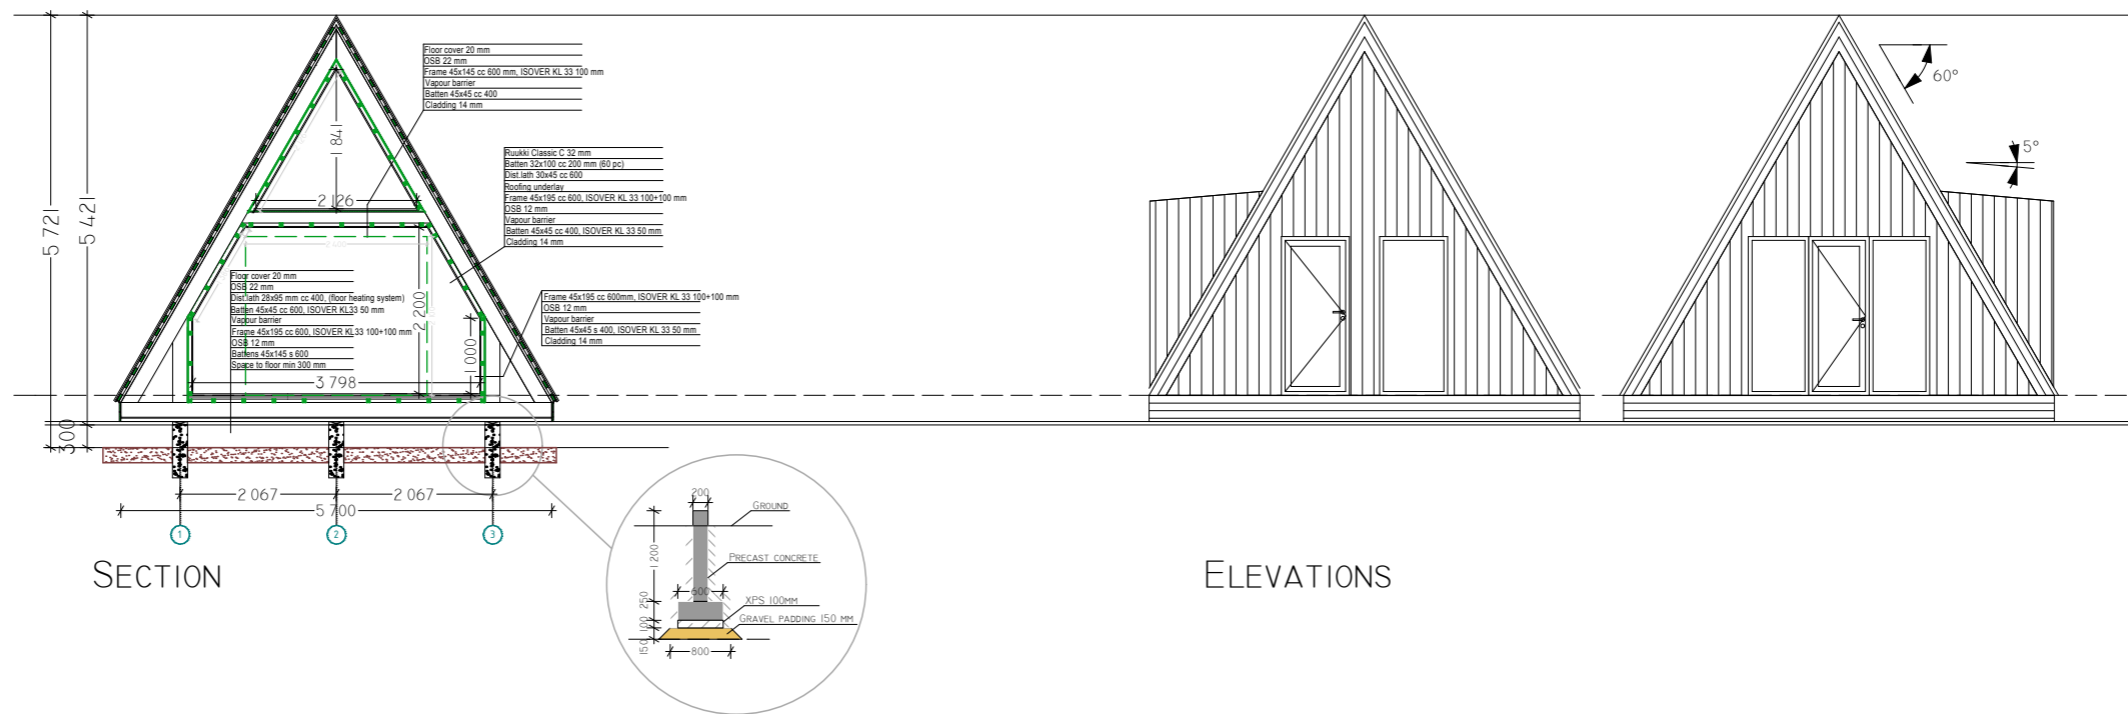 Floor cover 20 mm
OSB 22 mm
Frame 45x145 cc 600 mm, ISOVER KL 33 100 mm
Vapour barrier
Batten 45x45 cc 400
Cladding 14 mm
Ruukki Classic C 32 mm
Batten 32x100 cc 200 mm (60 pc)
Dist.lath 30x45 cc 600
Roofing underlay
Frame 45x195 cc 600, ISOVER KL 33 100+100 mm
OSB 12 mm
Vapour barrier
Batten 45x45 cc 400, ISOVER KL 33 50 mm
Cladding 14 mm
Floor cover 20 mm
OSB 22 mm
Dist.lath 28x95 mm cc 400, (floor heating system)
Batten 45x45 cc 600, ISOVER KL33 50 mm
Vapour barrier
Frame 45x195 cc 600, ISOVER KL33 100+100 mm
OSB 12 mm
Battens 45x145 s 600
Space to floor min 300 mm
Frame 45x195 cc 600mm, ISOVER KL 33 100+100 mm
OSB 12 mm
Vapour barrier
Batten 45x45 s 400, ISOVER KL 33 50 mm
Cladding 14 mm
5 721
5 421
300
1 841
2 126
2 400
2 200
1 000
3 798
2 067
2 067
5 700
1
2
3
SECTION
200
GROUND
1 200
PRECAST CONCRETE
600
250
XPS 100MM
100
GRAVEL PADDING 150 MM
150
800
60°
5°
ELEVATIONS